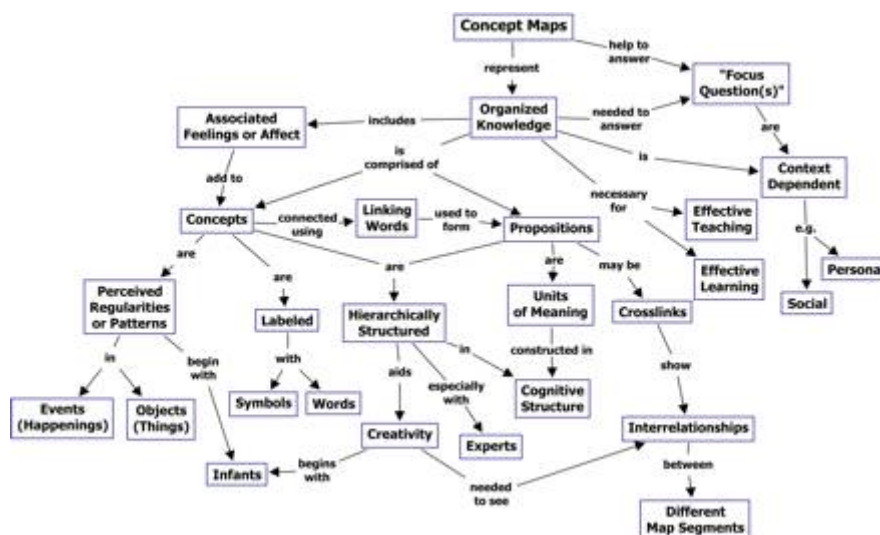 Concept Maps
help to
answer
represent
"Focus
Question(s)"
Associated
Feelings or Affect
includes
Organized
Knowledge
needed to
answer
are
is
comprised of
is
Context
Dependent
add to
necessary
for
Concepts
connected
using
Linking
Words
used to
form
Propositions
Effective
Teaching
e.g.
are
are
are
are
may be
Effective
Learning
Social
Persona
Perceived
Regularities
or Patterns
Labeled
Hierarchically
Structured
Units
of Meaning
Crosslinks
in
begin
with
with
aids
in
constructed in
show
especially
with
Events
(Happenings)
Objects
(Things)
Symbols
Words
Cognitive
Structure
Creativity
Experts
Interrelationships
Infants
begins
with
needed
to see
between
Different
Map Segments